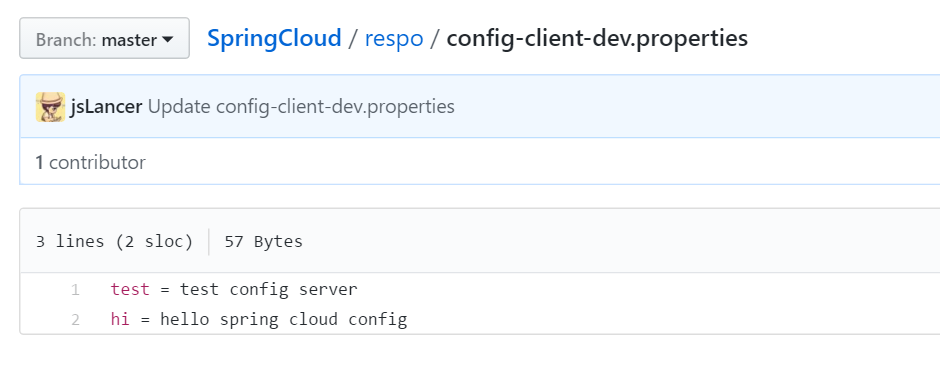 Branch: master SpringCloud / respo / config-client-dev.properties
jsLancer Update config-client-dev.properties
1 contributor
3 lines (2 sloc) 57 Bytes
1 test = test config server
2 hi = hello spring cloud config